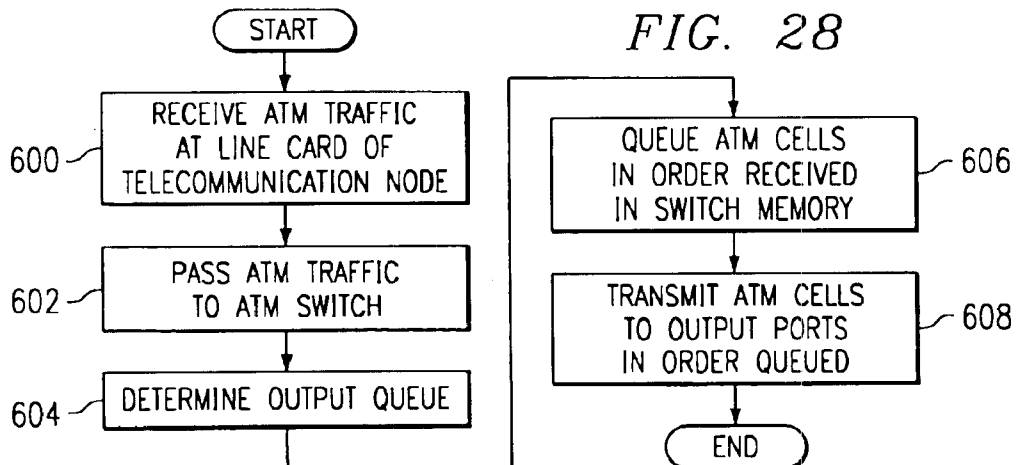 FIG. 28
START
600
RECEIVE ATM TRAFFIC
AT LINE CARD OF
TELECOMMUNICATION NODE
602
PASS ATM TRAFFIC
TO ATM SWITCH
604
DETERMINE OUTPUT QUEUE
QUEUE ATM CELLS
IN ORDER RECEIVED
IN SWITCH MEMORY
606
TRANSMIT ATM CELLS
TO OUTPUT PORTS
IN ORDER QUEUED
608
END